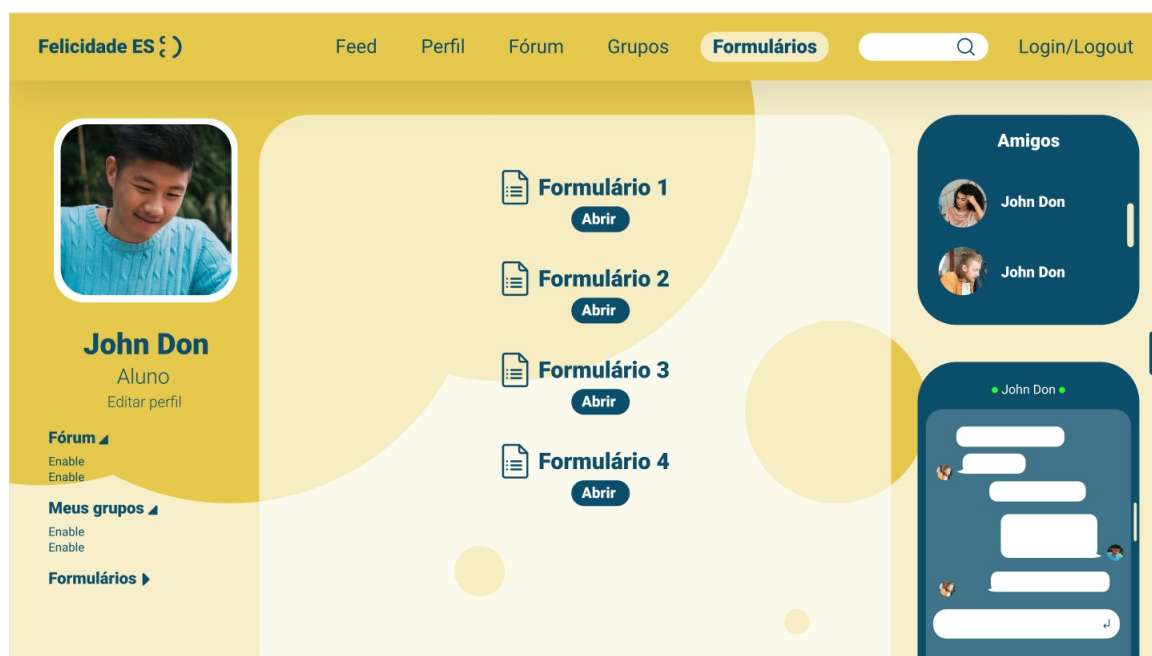 Felicidade ES
Feed Perfil Fórum Grupos Formulários Login/Logout
John Don
Aluno
Editar perfil
Fórum
Enable
Enable
Meus grupos
Enable
Enable
Formulários
Formulário 1
Abrir
Formulário 2
Abrir
Formulário 3
Abrir
Formulário 4
Abrir
Amigos
John Don
John Don
John Don